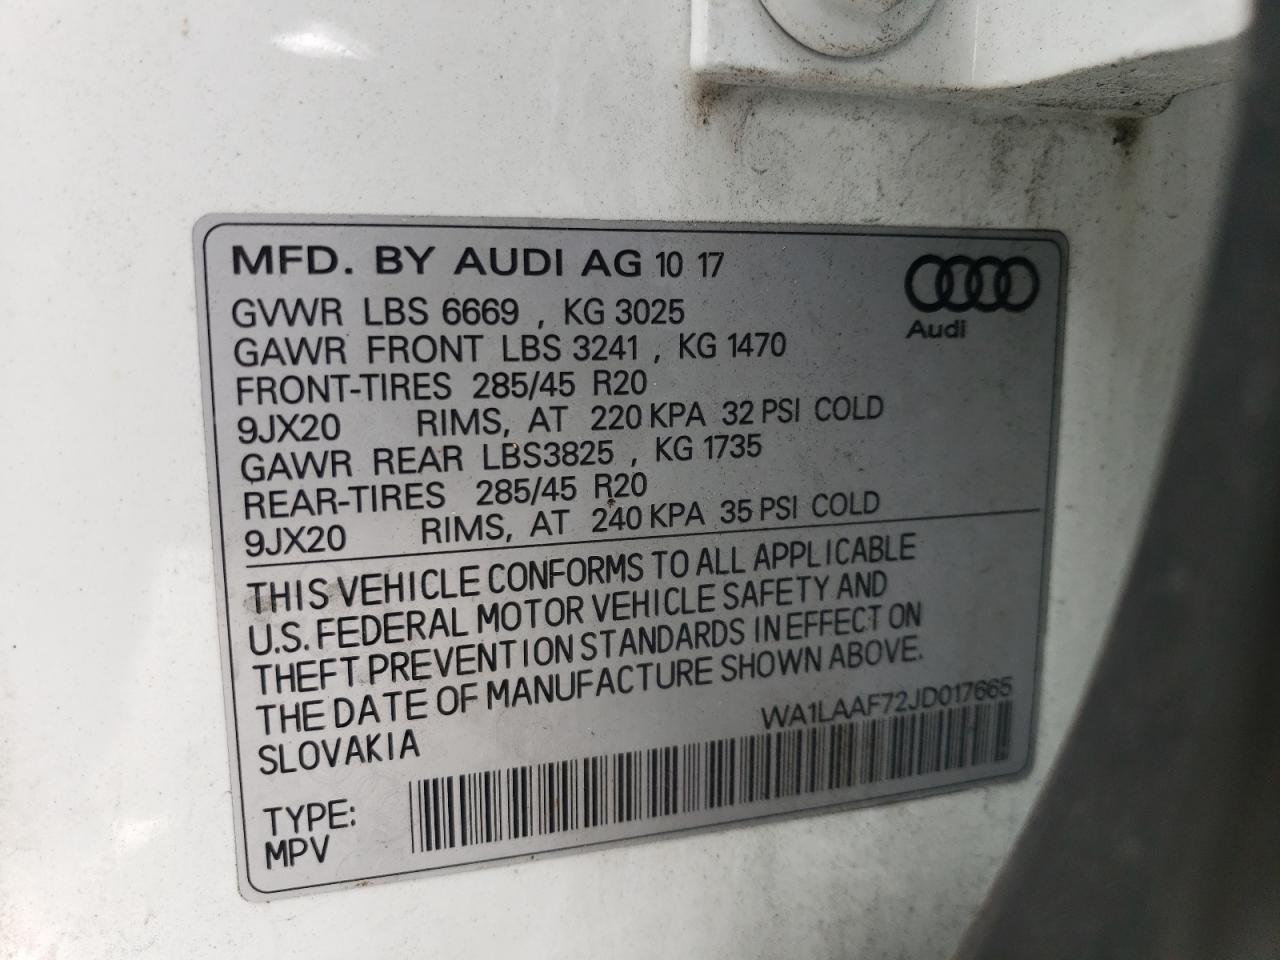 MFD. BY AUDI AG 10 17
Audi
GVWR LBS 6669 , KG 3025
GAWR FRONT LBS 3241 , KG 1470
FRONT-TIRES 285/45 R20
9JX20 RIMS, AT 220 KPA 32 PSI COLD
GAWR REAR LBS3825 , KG 1735
REAR-TIRES 285/45 R20
9JX20 RIMS, AT 240 KPA 35 PSI COLD
THIS VEHICLE CONFORMS TO ALL APPLICABLE
U.S. FEDERAL MOTOR VEHICLE SAFETY AND
THEFT PREVENTION STANDARDS IN EFFECT ON
THE DATE OF MANUFACTURE SHOWN ABOVE.
SLOVAKIA
WA1LAAF72JD017665
TYPE:
MPV